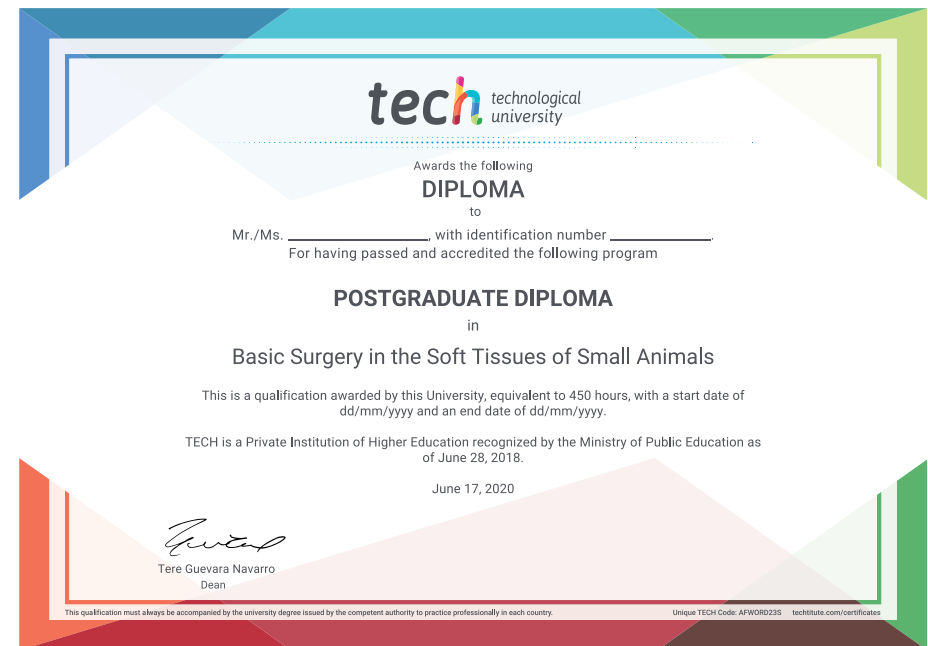 tech technological
university
Awards the following
DIPLOMA
to
Mr./Ms. ________________, with identification number ____________.
For having passed and accredited the following program
POSTGRADUATE DIPLOMA
in
Basic Surgery in the Soft Tissues of Small Animals
This is a qualification awarded by this University, equivalent to 450 hours, with a start date of
dd/mm/yyyy and an end date of dd/mm/yyyy.
TECH is a Private Institution of Higher Education recognized by the Ministry of Public Education as
of June 28, 2018.
June 17, 2020
Tere Guevara Navarro
Dean
This qualification must always be accompanied by the university degree issued by the competent authority to practice professionally in each country.
Unique TECH Code: AFWORD23S techtitute.com/certificates